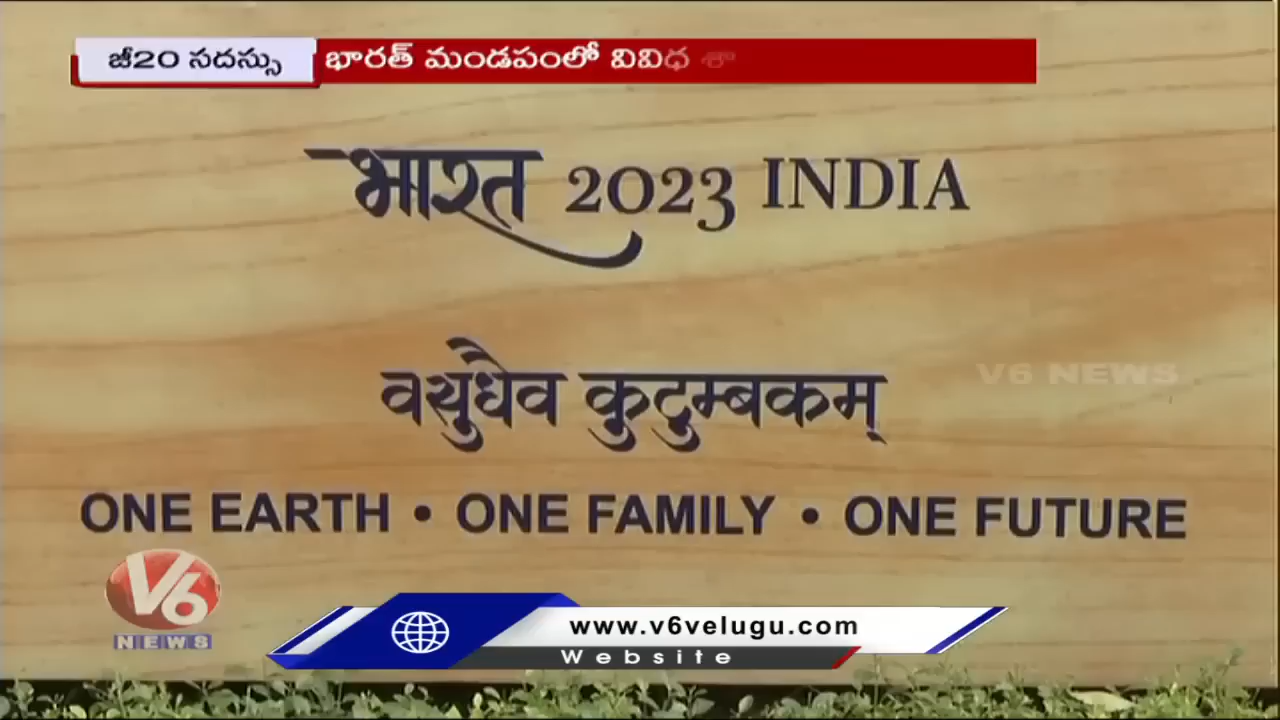 జీ20 సదస్సు
భారత్ మండపంలో వివిధ శా
भारत 2023 INDIA
वसुधैव कुटुम्बकम्
V6 NEWS
ONE EARTH • ONE FAMILY • ONE FUTURE
V6
NEWS
www.v6velugu.com
Website